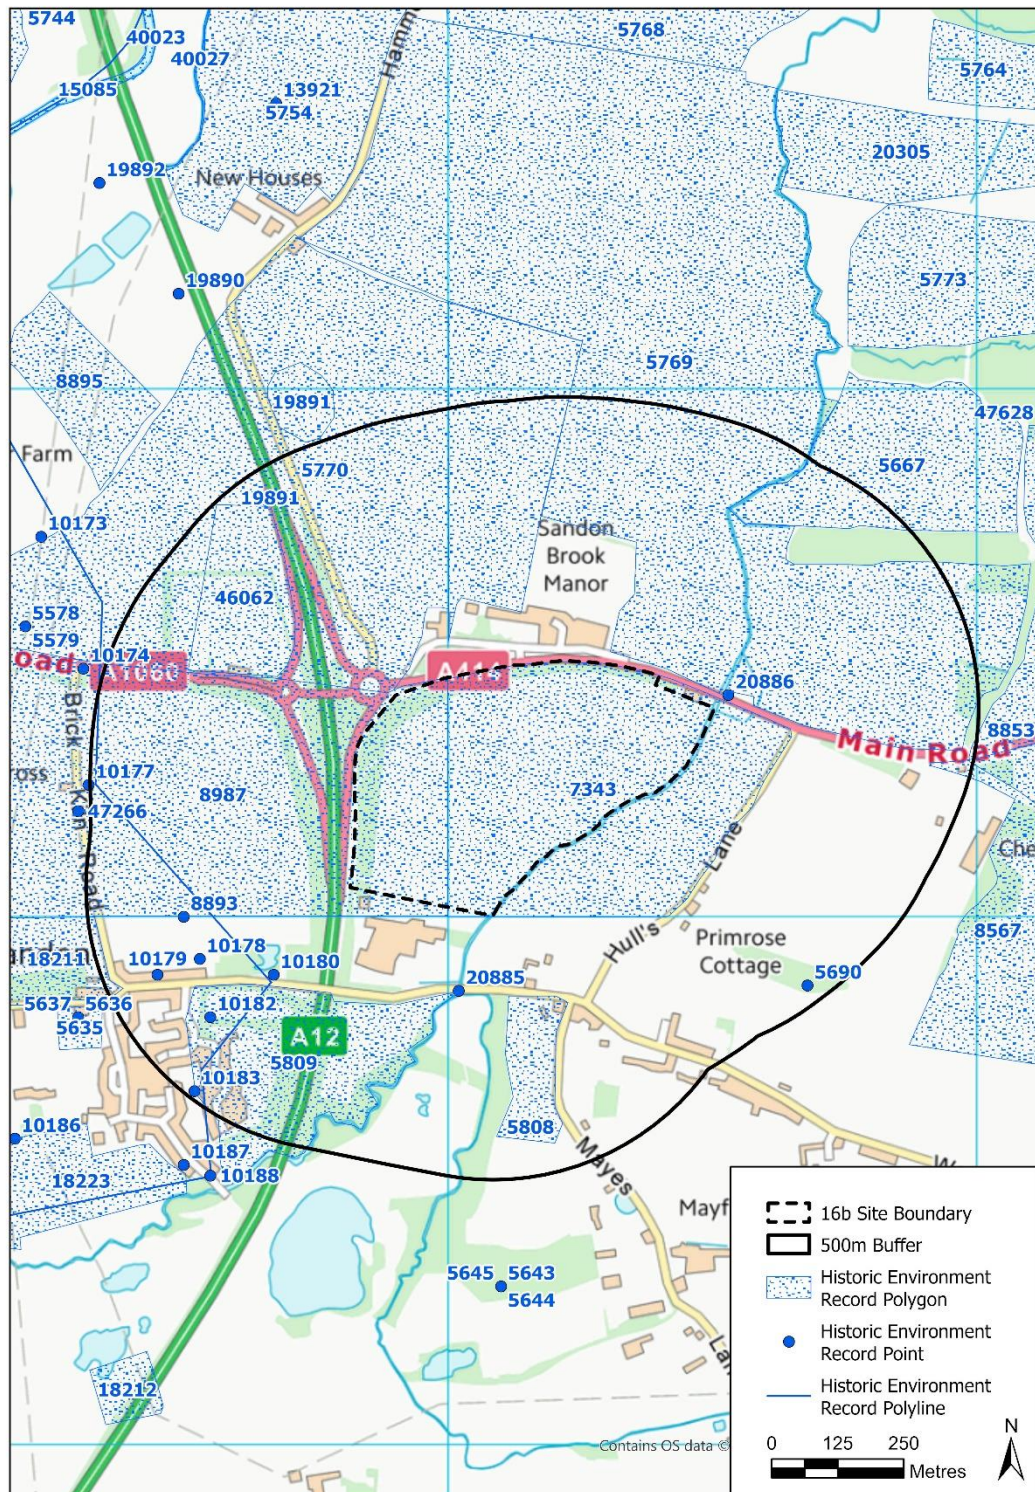 5744
40023
40027
15085
Hamm
5768
5764
13921
5754
20305
19892
New Houses
5773
19890
5769
8895
19891
47628
Farm
5770
5667
19891
10173
Sandon
Brook
Manor
46062
5578
5579
10174
oad
A1060
A414
20886
Main Road
8853
Brick Kiln Road
ross
10177
47266
8987
7343
Lane
Che
8893
Hull's
8567
10178
Primrose
Cottage
18211
10179
10180
5690
5637
5636
5635
10182
20885
A12
5809
10183
5808
10186
10187
10188
Mayes
W
18223
Mayf
5645
5643
5644
Lan
18212
Contains OS data ©
16b Site Boundary
500m Buffer
Historic Environment
Record Polygon
Historic Environment
Record Point
Historic Environment
Record Polyline
N
0 125 250
Metres